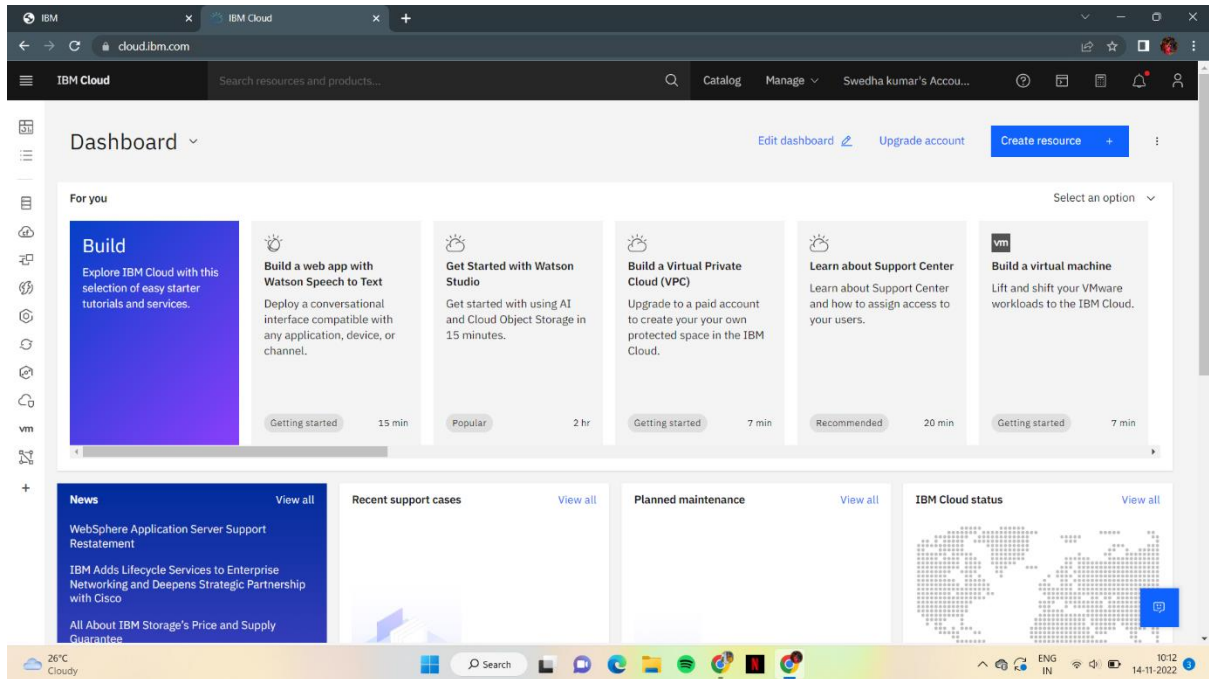 IBM
IBM Cloud
cloud.ibm.com
IBM Cloud
Search resources and products...
Catalog
Manage
Swedha kumar's Accou...
Dashboard
Edit dashboard
Upgrade account
Create resource +
For you
Select an option
Build
Explore IBM Cloud with this
selection of easy starter
tutorials and services.
Build a web app with
Watson Speech to Text
Deploy a conversational
interface compatible with
any application, device, or
channel.
Getting started
15 min
Get Started with Watson
Studio
Get started with using AI
and Cloud Object Storage in
15 minutes.
Popular
2 hr
Build a Virtual Private
Cloud (VPC)
Upgrade to a paid account
to create your your own
protected space in the IBM
Cloud.
Getting started
7 min
Learn about Support Center
Learn about Support Center
and how to assign access to
your users.
Recommended
20 min
vm
Build a virtual machine
Lift and shift your VMware
workloads to the IBM Cloud.
Getting started
7 min
vm
News
View all
WebSphere Application Server Support
Restatement
IBM Adds Lifecycle Services to Enterprise
Networking and Deepens Strategic Partnership
with Cisco
All About IBM Storage's Price and Supply
Guarantee
Recent support cases
View all
Planned maintenance
View all
IBM Cloud status
View all
26°C
Cloudy
Search
N
ENG
IN
10:12
14-11-2022
3